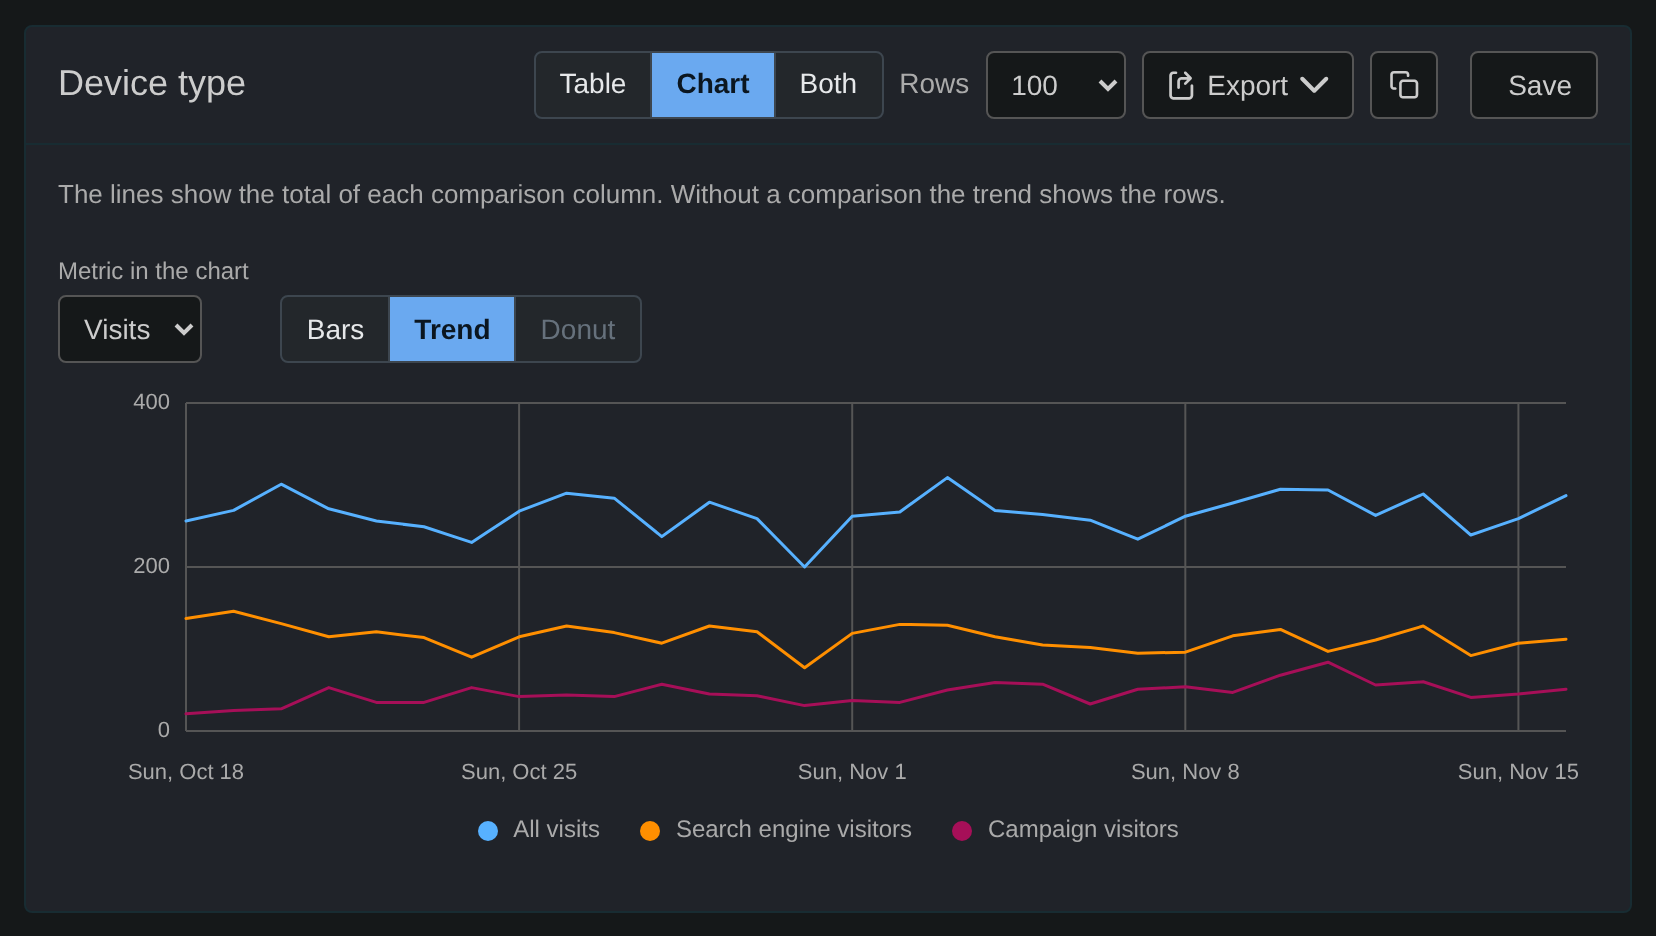 Device type
Table Chart Both Rows 100 Export Save
The lines show the total of each comparison column. Without a comparison the trend shows the rows.
Metric in the chart
Visits Bars Trend Donut
400
200
0
Sun, Oct 18 Sun, Oct 25 Sun, Nov 1 Sun, Nov 8 Sun, Nov 15
All visits Search engine visitors Campaign visitors